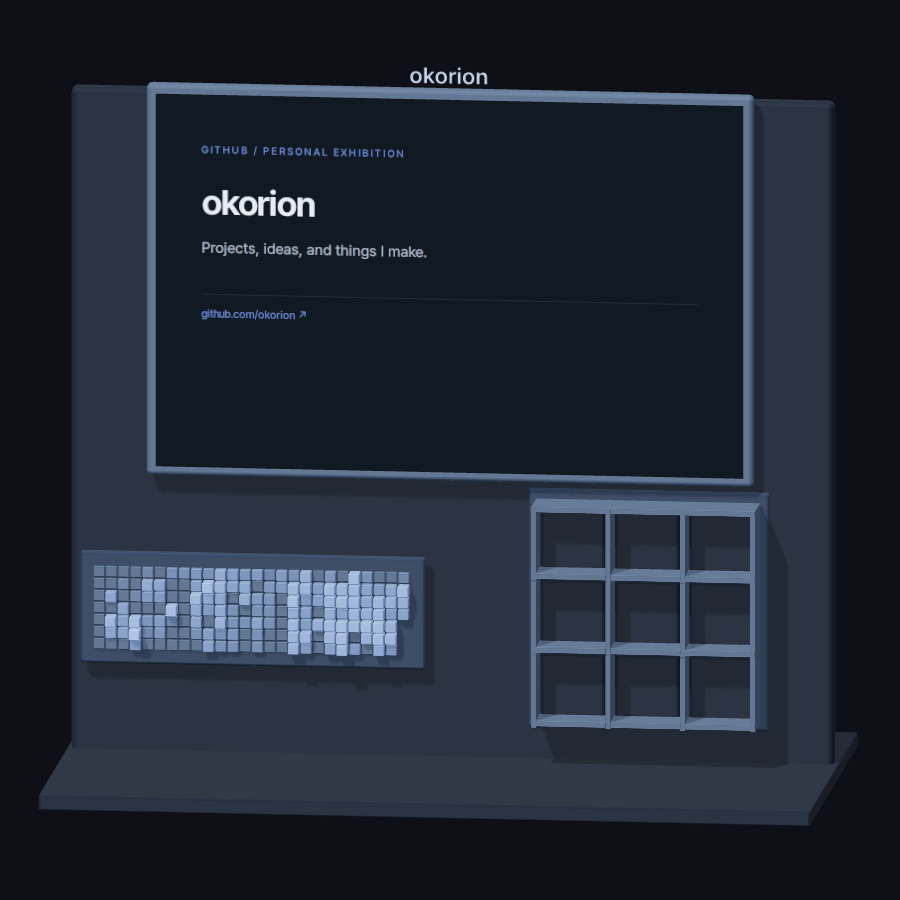 okorion
GITHUB / PERSONAL EXHIBITION
okorion
Projects, ideas, and things I make.
github.com/okorion ↗